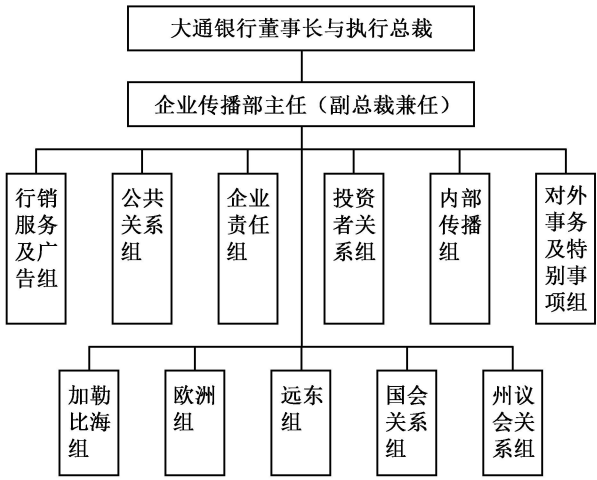 大通银行董事长与执行总裁
企业传播部主任（副总裁兼任）
行销
服务
及广
告组
公共
关系
组
企业
责任
组
投资
者关
系组
内部
传播
组
对外
事务
及特
别事
项组
加勒
比海
组
欧洲
组
远东
组
国会
关系
组
州议
会关
系组